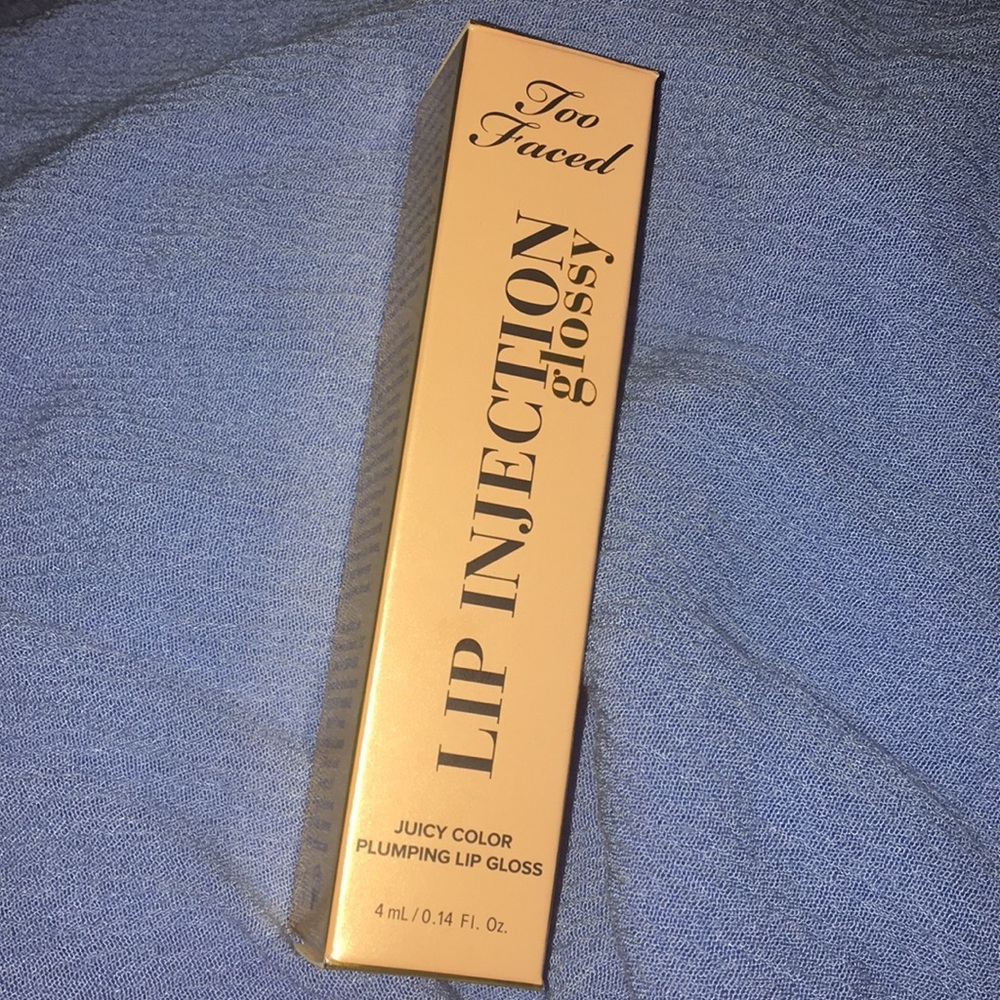 Too
Faced
LIP INJECTION
glossy
JUICY COLOR
PLUMPING LIP GLOSS
4 mL / 0.14 Fl. Oz.